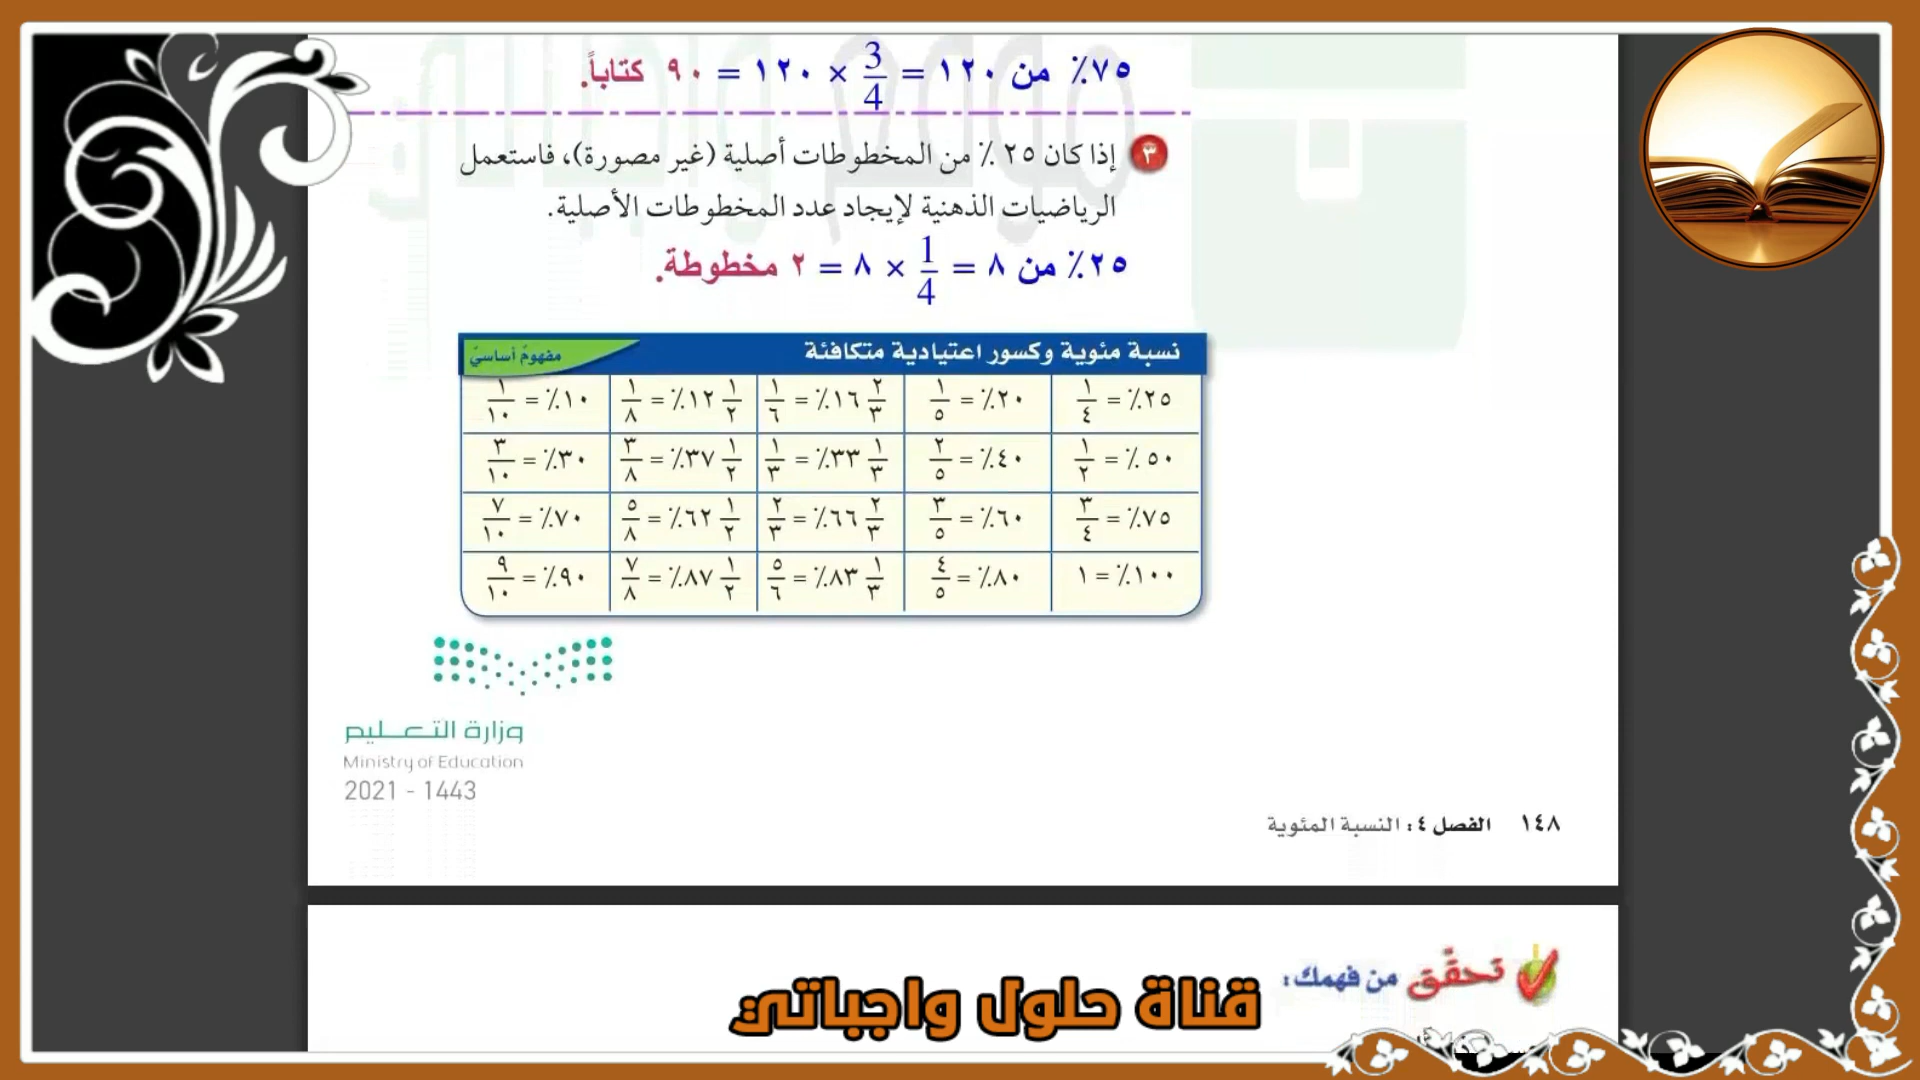 ٧٥٪ من ١٢٠ = 3/4 × ١٢٠ = ٩٠ كتاباً.
٣ إذا كان ٢٥ ٪ من المخطوطات أصلية (غير مصورة)، فاستعمل
الرياضيات الذهنية لإيجاد عدد المخطوطات الأصلية.
٢٥٪ من ٨ = 1/4 × ٨ = ٢ مخطوطة.
نسبة مئوية وكسور اعتيادية متكافئة مفهوم أساسي
٢٥٪ = ١/٤ ٢٠٪ = ١/٥ ١٦ ٢/٣٪ = ١/٦ ١٢ ١/٢٪ = ١/٨ ١٠٪ = ١/١٠
٥٠٪ = ١/٢ ٤٠٪ = ٢/٥ ٣٣ ١/٣٪ = ١/٣ ٣٧ ١/٢٪ = ٣/٨ ٣٠٪ = ٣/١٠
٧٥٪ = ٣/٤ ٦٠٪ = ٣/٥ ٦٦ ٢/٣٪ = ٢/٣ ٦٢ ١/٢٪ = ٥/٨ ٧٠٪ = ٧/١٠
١٠٠٪ = ١ ٨٠٪ = ٤/٥ ٨٣ ١/٣٪ = ٥/٦ ٨٧ ١/٢٪ = ٧/٨ ٩٠٪ = ٩/١٠
وزارة التعليم
Ministry of Education
2021 - 1443
١٤٨ الفصل ٤: النسبة المئوية
تحقق من فهمك:
قناة حلول واجباتي